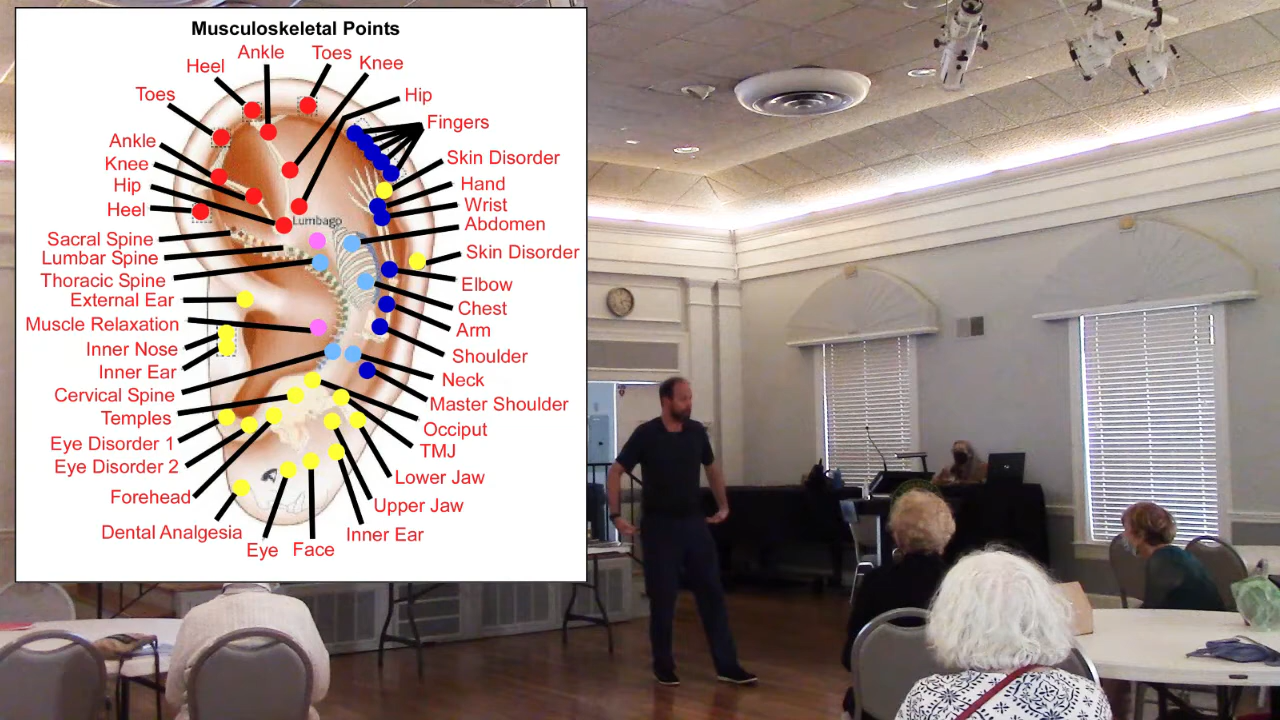 Musculoskeletal Points
Ankle
Toes
Heel
Knee
Toes
Hip
Fingers
Ankle
Skin Disorder
Knee
Hand
Hip
Wrist
Heel
Abdomen
Lumbago
Sacral Spine
Skin Disorder
Lumbar Spine
Thoracic Spine
Elbow
External Ear
Chest
Muscle Relaxation
Arm
Inner Nose
Shoulder
Inner Ear
Neck
Cervical Spine
Master Shoulder
Temples
Occiput
Eye Disorder 1
TMJ
Eye Disorder 2
Lower Jaw
Forehead
Upper Jaw
Dental Analgesia
Inner Ear
Eye
Face